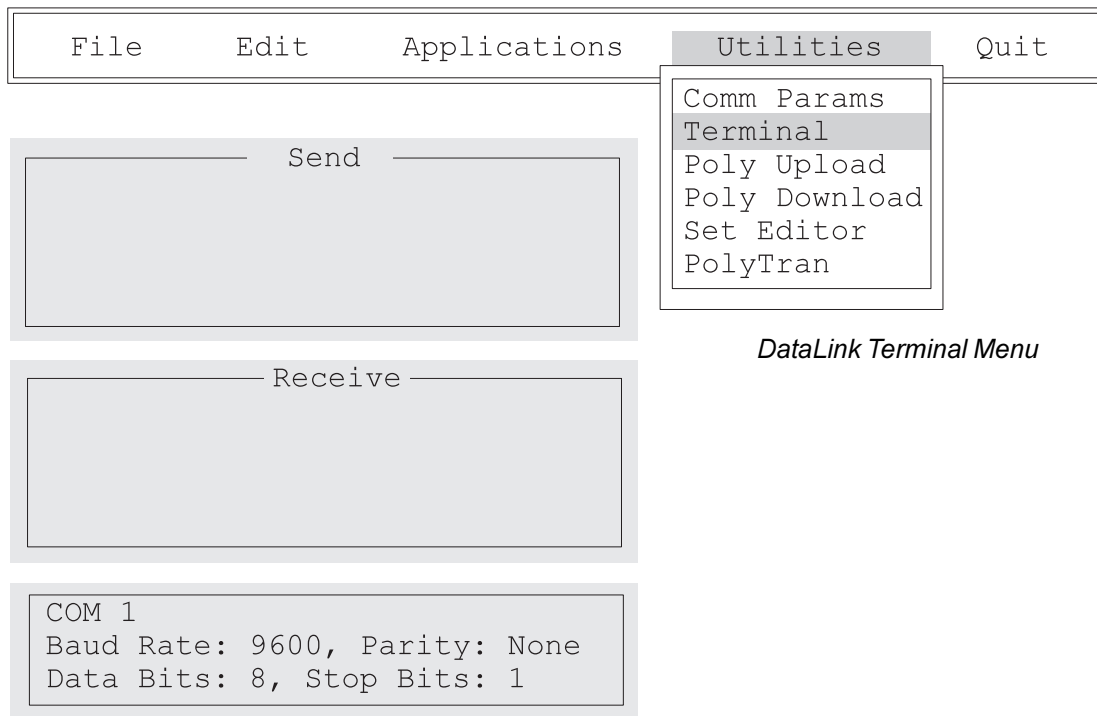 File Edit Applications Utilities Quit
Comm Params
Terminal
Poly Upload
Poly Download
Set Editor
PolyTran
DataLink Terminal Menu
Send
Receive
COM 1
Baud Rate: 9600, Parity: None
Data Bits: 8, Stop Bits: 1